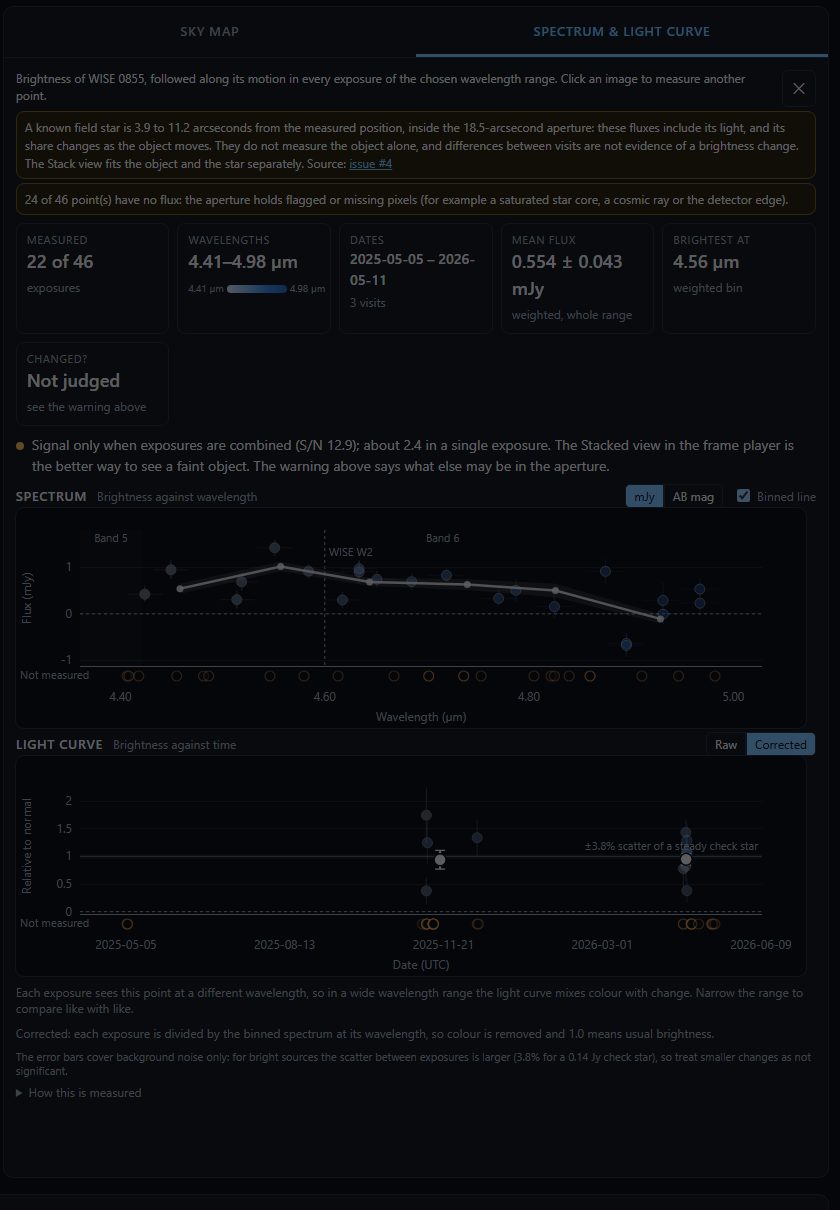 SKY MAP
SPECTRUM & LIGHT CURVE
Brightness of WISE 0855, followed along its motion in every exposure of the chosen wavelength range. Click an image to measure another
point.
A known field star is 3.9 to 11.2 arcseconds from the measured position, inside the 18.5-arcsecond aperture: these fluxes include its light, and its
share changes as the object moves. They do not measure the object alone, and differences between visits are not evidence of a brightness change.
The Stack view fits the object and the star separately. Source: issue #4
24 of 46 point(s) have no flux: the aperture holds flagged or missing pixels (for example a saturated star core, a cosmic ray or the detector edge).
MEASURED
22 of 46
exposures
WAVELENGTHS
4.41–4.98 μm
4.41 μm 4.98 μm
DATES
2025-05-05 – 2026-
05-11
3 visits
MEAN FLUX
0.554 ± 0.043
mJy
weighted, whole range
BRIGHTEST AT
4.56 μm
weighted bin
CHANGED?
Not judged
see the warning above
Signal only when exposures are combined (S/N 12.9); about 2.4 in a single exposure. The Stacked view in the frame player is
the better way to see a faint object. The warning above says what else may be in the aperture.
SPECTRUM Brightness against wavelength
mJy AB mag Binned line
Band 5
Band 6
WISE W2
Flux (mJy)
1
0
-1
Not measured
4.40 4.60 4.80 5.00
Wavelength (μm)
LIGHT CURVE Brightness against time
Raw Corrected
Relative to normal
2
1.5
1
0.5
0
±3.8% scatter of a steady check star
Not measured
2025-05-05 2025-08-13 2025-11-21 2026-03-01 2026-06-09
Date (UTC)
Each exposure sees this point at a different wavelength, so in a wide wavelength range the light curve mixes colour with change. Narrow the range to
compare like with like.
Corrected: each exposure is divided by the binned spectrum at its wavelength, so colour is removed and 1.0 means usual brightness.
The error bars cover background noise only: for bright sources the scatter between exposures is larger (3.8% for a 0.14 Jy check star), so treat smaller changes as not
significant.
How this is measured